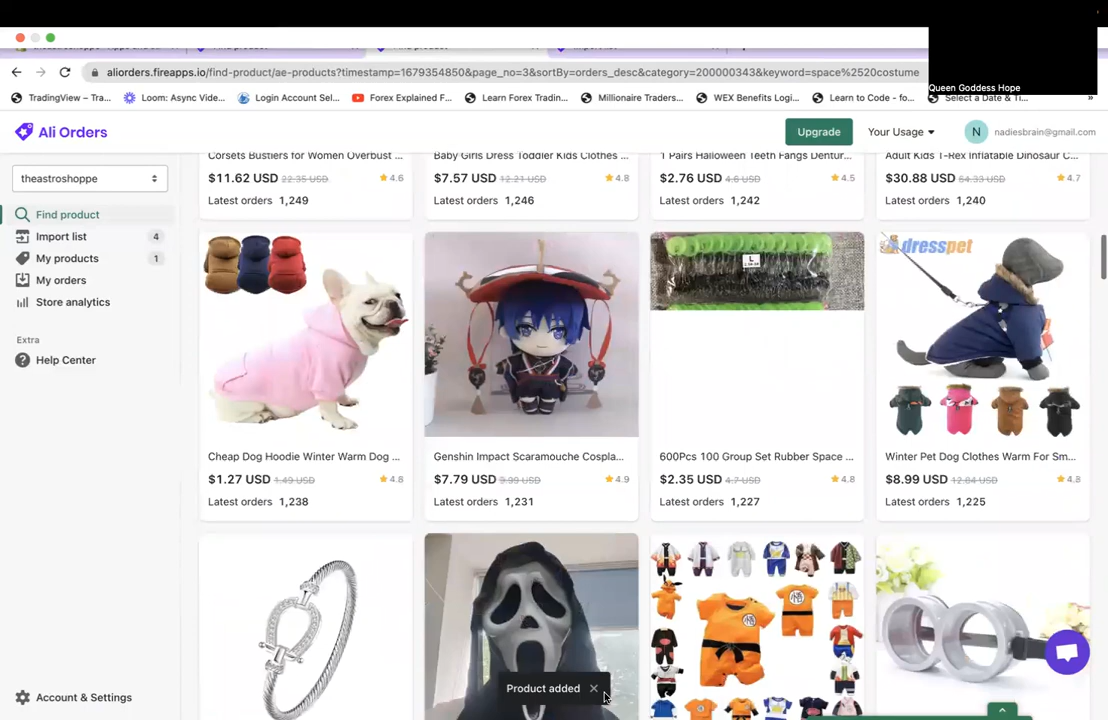 Queen Goddess Hope
aliorders.fireapps.io/find-product/ae-products?timestamp=1679354850&page_no=3&sortBy=orders_desc&category=200000343&keyword=space%2520costume
TradingView – Tra...
Loom: Async Vide...
Login Account Sel...
Forex Explained F...
Learn Forex Tradin...
Millionaire Traders...
WEX Benefits Logi...
Learn to Code - fo...
Select a Date & Ti...
»
Ali Orders
Upgrade
Your Usage
N
nadiesbrain@gmail.com
theastroshoppe
Find product
Import list 4
My products 1
My orders
Store analytics
Extra
Help Center
Account & Settings
Corsets Bustiers for Women Overbust ...
$11.62 USD 22.35 USD 4.6
Latest orders 1,249
Baby Girls Dress Toddler Kids Clothes ...
$7.57 USD 12.21 USD 4.8
Latest orders 1,246
1 Pairs Halloween Teeth Fangs Dentur...
$2.76 USD 4.6 USD 4.5
Latest orders 1,242
Adult Kids T-Rex Inflatable Dinosaur C...
$30.88 USD 64.33 USD 4.7
Latest orders 1,240
Cheap Dog Hoodie Winter Warm Dog ...
$1.27 USD 1.49 USD 4.8
Latest orders 1,238
Genshin Impact Scaramouche Cospla...
$7.79 USD 9.99 USD 4.9
Latest orders 1,231
L
600Pcs 100 Group Set Rubber Space ...
$2.35 USD 4.7 USD 4.8
Latest orders 1,227
dresspet
Winter Pet Dog Clothes Warm For Sm...
$8.99 USD 12.84 USD 4.8
Latest orders 1,225
Product added